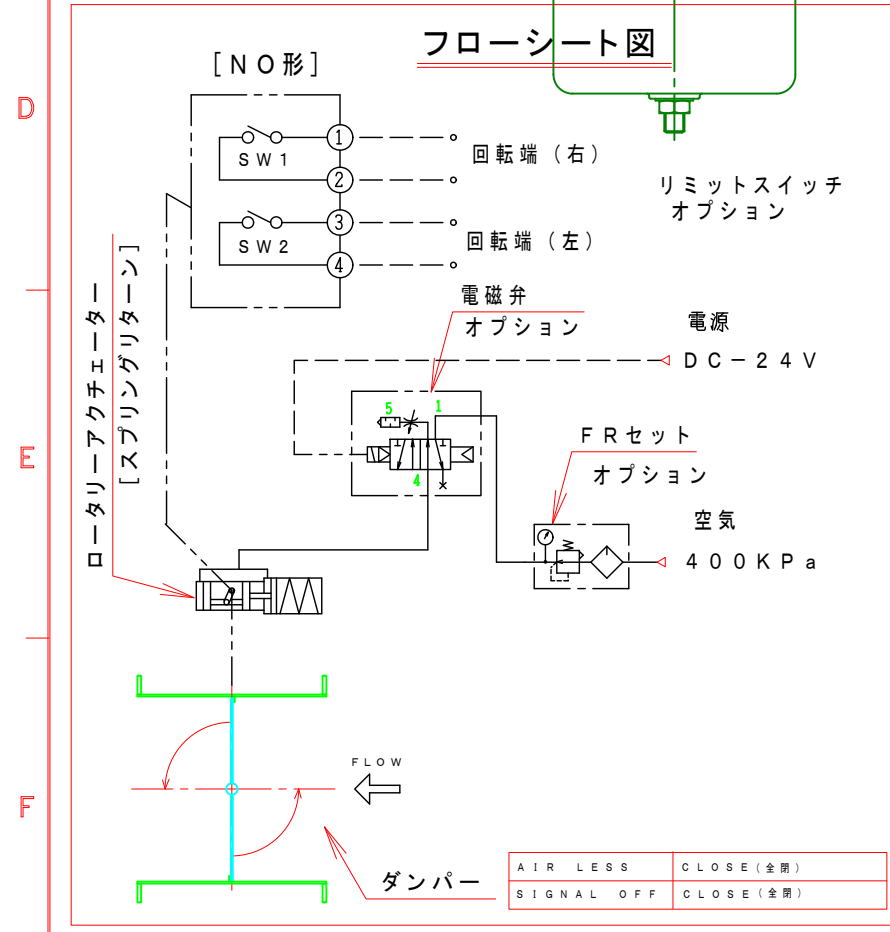 フローシート図
[NO形]
D
SW1
1
2
回転端(右)
SW2
3
4
回転端(左)
リミットスイッチ
オプション
ロータリーアクチェーター
[スプリングリターン]
電磁弁
オプション
電源
DC-24V
5
1
4
E
FRセット
オプション
空気
400KPa
F
FLOW
ダンパー
AIR LESS CLOSE(全閉)
SIGNAL OFF CLOSE(全閉)